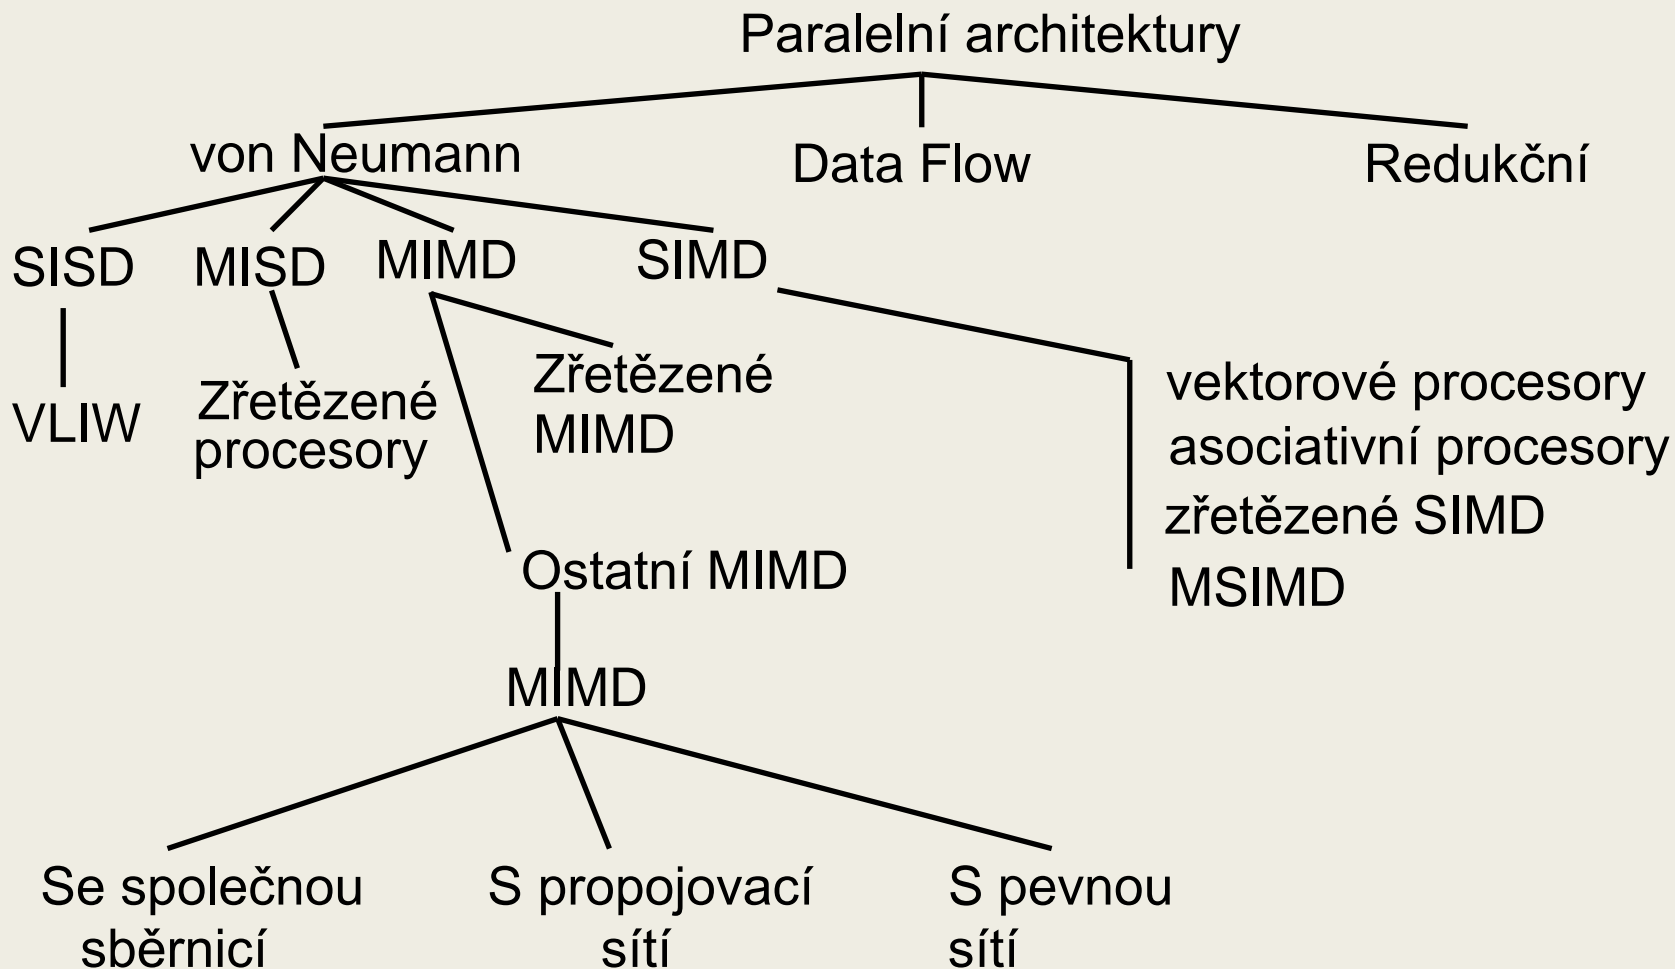 Paralelní architektury
von Neumann
Data Flow
Redukční
SISD
MISD
MIMD
SIMD
VLIW
Zřetězené
procesory
Zřetězené
MIMD
vektorové procesory
asociativní procesory
zřetězené SIMD
MSIMD
Ostatní MIMD
MIMD
Se společnou
sběrnicí
S propojovací
sítí
S pevnou
sítí